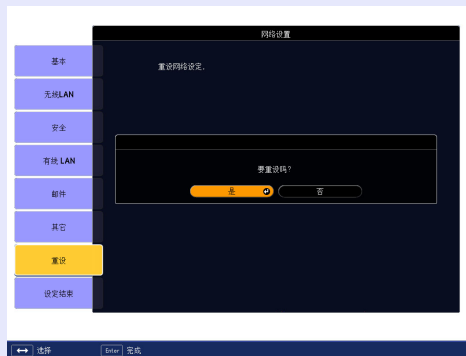 网络设置
基本
重设网络设定.
无线LAN
安全
有线 LAN
要重设吗?
是
否
邮件
其它
重设
设定结束
选择
Enter 完成